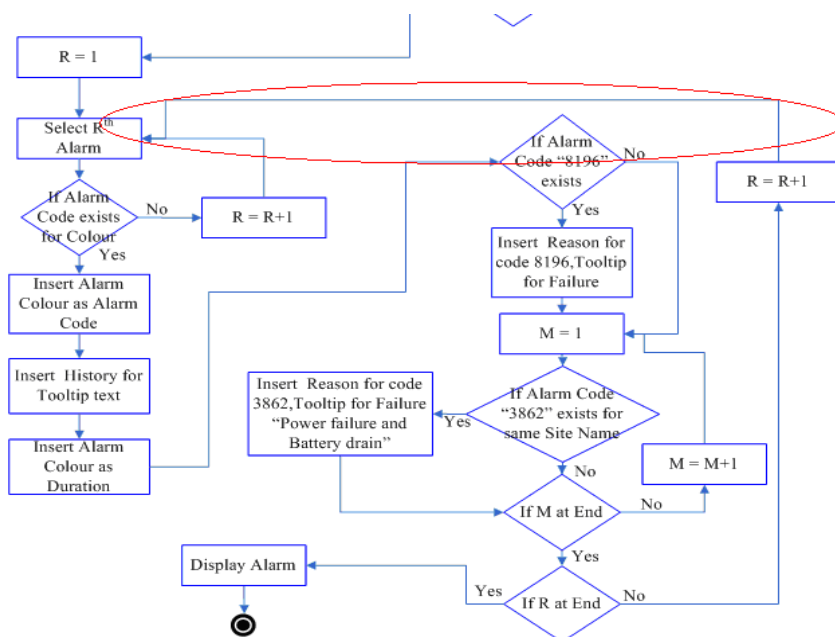 R = 1
Select Rth
Alarm
If Alarm
Code exists
for Colour
No
R = R+1
Yes
Insert Alarm
Colour as Alarm
Code
Insert History for
Tooltip text
Insert Alarm
Colour as
Duration
If Alarm
Code “8196”
exists
No
Yes
R = R+1
Insert Reason for
code 8196,Tooltip
for Failure
M = 1
If Alarm Code
“3862” exists for
same Site Name
Yes
Insert Reason for code
3862,Tooltip for Failure
“Power failure and
Battery drain”
No
M = M+1
If M at End
No
Yes
If R at End
No
Yes
Display Alarm